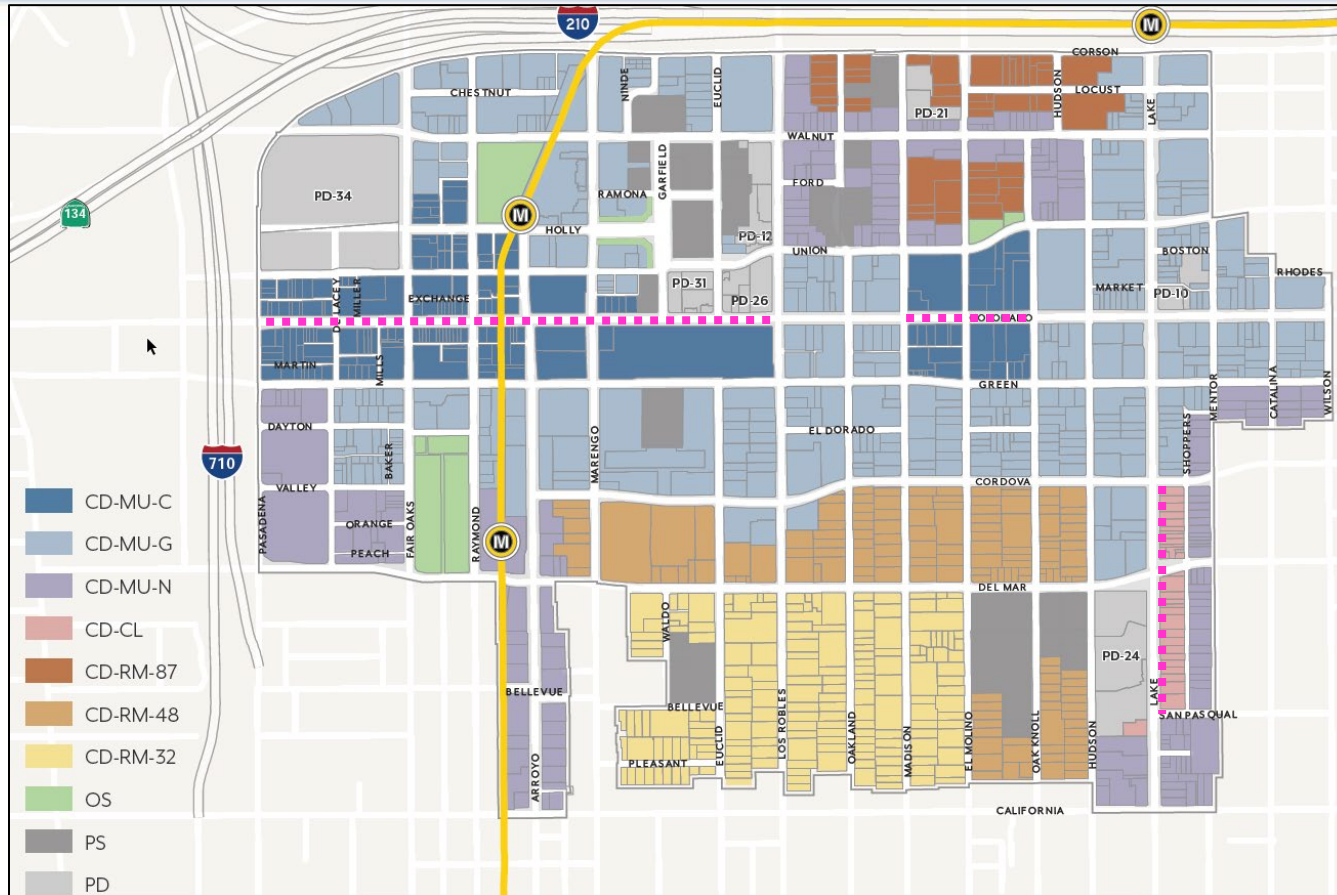 210
M
CORSON
CHESTNUT
NINDE
EUCLID
HUDSON
LOCUST
LAKE
PD-21
WALNUT
GARFIELD
PD-34
RAMONA
FORD
134
M
HOLLY
PD-12
UNION
BOSTON
RHODES
DE LACEY
MILLER
EXCHANGE
PD-31
PD-26
MARKET
PD-10
MARTIN
MILLS
GREEN
DAYTON
BAKER
MARENGO
EL DORADO
SHOPPERS
MENTOR
CATALINA
WILSON
710
VALLEY
CORDOVA
PASADENA
ORANGE
PEACH
FAIR OAKS
RAYMOND
M
DEL MAR
WALDO
PD-24
BELLEVUE
BELLEVUE
LAKE
SAN PASQUAL
PLEASANT
EUCLID
LOS ROBLES
OAKLAND
MADISON
EL MOLINO
OAK KNOLL
HUDSON
ARROYO
CALIFORNIA
CD-MU-C
CD-MU-G
CD-MU-N
CD-CL
CD-RM-87
CD-RM-48
CD-RM-32
OS
PS
PD